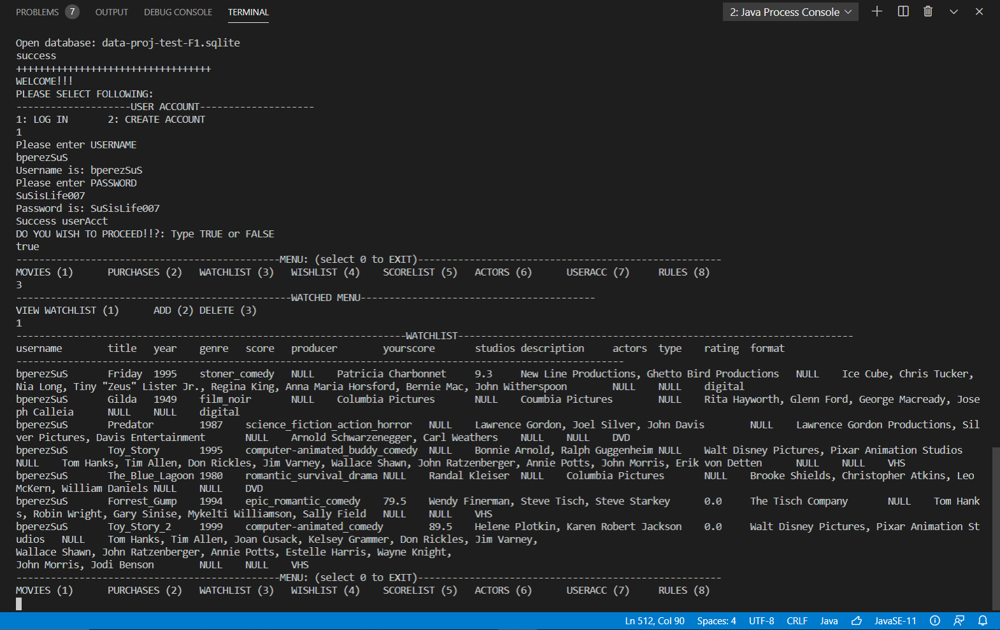 PROBLEMS 7 OUTPUT DEBUG CONSOLE TERMINAL 2: Java Process Console
Open database: data-proj-test-F1.sqlite
success
++++++++++++++++++++++++++++++++++
WELCOME!!!
PLEASE SELECT FOLLOWING:
--------------------USER ACCOUNT--------------------
1: LOG IN 2: CREATE ACCOUNT
1
Please enter USERNAME
bperezSuS
Username is: bperezSuS
Please enter PASSWORD
SuSisLife007
Password is: SuSisLife007
Success userAcct
DO YOU WISH TO PROCEED!!?: Type TRUE or FALSE
true
----------------------------------------------MENU: (select 0 to EXIT)-----------------------------------------------------
MOVIES (1) PURCHASES (2) WATCHLIST (3) WISHLIST (4) SCORELIST (5) ACTORS (6) USERACC (7) RULES (8)
3
------------------------------------------------WATCHED MENU-----------------------------------------
VIEW WATCHLIST (1) ADD (2) DELETE (3)
1
--------------------------------------------------------------------WATCHLIST---------------------------------------------------------------------
username title year genre score producer yourscore studios description actors type rating format
----------------------------------------------------------------------------------------------------------
bperezSuS Friday 1995 stoner_comedy NULL Patricia Charbonnet 9.3 New Line Productions, Ghetto Bird Productions NULL Ice Cube, Chris Tucker,
Nia Long, Tiny "Zeus" Lister Jr., Regina King, Anna Maria Horsford, Bernie Mac, John Witherspoon NULL NULL digital
bperezSuS Gilda 1949 film_noir NULL Columbia Pictures NULL Coumbia Pictures NULL Rita Hayworth, Glenn Ford, George Macready, Jose
ph Calleia NULL NULL digital
bperezSuS Predator 1987 science_fiction_action_horror NULL Lawrence Gordon, Joel Silver, John Davis NULL Lawrence Gordon Productions, Sil
ver Pictures, Davis Entertainment NULL Arnold Schwarzenegger, Carl Weathers NULL NULL DVD
bperezSuS Toy_Story 1995 computer-animated_buddy_comedy NULL Bonnie Arnold, Ralph Guggenheim NULL Walt Disney Pictures, Pixar Animation Studios
NULL Tom Hanks, Tim Allen, Don Rickles, Jim Varney, Wallace Shawn, John Ratzenberger, Annie Potts, John Morris, Erik von Detten NULL NULL VHS
bperezSuS The_Blue_Lagoon 1980 romantic_survival_drama NULL Randal Kleiser NULL Columbia Pictures NULL Brooke Shields, Christopher Atkins, Leo
McKern, William Daniels NULL NULL DVD
bperezSuS Forrest_Gump 1994 epic_romantic_comedy 79.5 Wendy Finerman, Steve Tisch, Steve Starkey 0.0 The Tisch Company NULL Tom Hank
s, Robin Wright, Gary Sinise, Mykelti Williamson, Sally Field NULL NULL VHS
bperezSuS Toy_Story_2 1999 computer-animated_comedy 89.5 Helene Plotkin, Karen Robert Jackson 0.0 Walt Disney Pictures, Pixar Animation St
udios NULL Tom Hanks, Tim Allen, Joan Cusack, Kelsey Grammer, Don Rickles, Jim Varney,
Wallace Shawn, John Ratzenberger, Annie Potts, Estelle Harris, Wayne Knight,
John Morris, Jodi Benson NULL NULL VHS
----------------------------------------------MENU: (select 0 to EXIT)-----------------------------------------------------
MOVIES (1) PURCHASES (2) WATCHLIST (3) WISHLIST (4) SCORELIST (5) ACTORS (6) USERACC (7) RULES (8)
Ln 512, Col 90 Spaces: 4 UTF-8 CRLF Java JavaSE-11